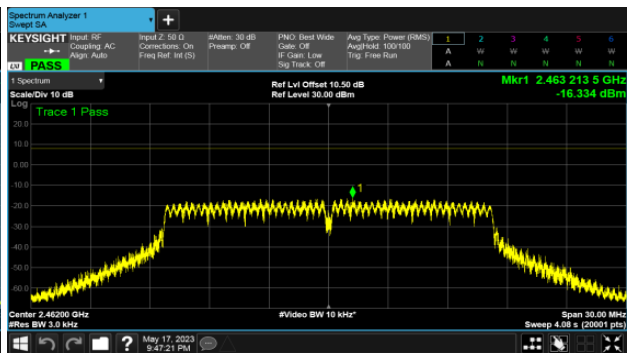 Spectrum Analyzer 1
Swept SA
KEYSIGHT
Input: RF
Coupling: AC
Align: Auto
Input Z: 50 Ω
Corrections: On
Freq Ref: Int (S)
#Atten: 30 dB
Preamp: Off
PNO: Best Wide
Gate: Off
IF Gain: Low
Sig Track: Off
Avg Type: Power (RMS)
Avg|Hold: 100/100
Trig: Free Run
1 2 3 4 5 6
A W W W W W
A N N N N N
LXI PASS
1 Spectrum
Scale/Div 10 dB
Ref Lvl Offset 10.50 dB
Ref Level 30.00 dBm
Mkr1 2.463 213 5 GHz
-16.334 dBm
Log
Trace 1 Pass
20.0
10.0
0.00
-10.0
1
-20.0
-30.0
-40.0
-50.0
-60.0
Center 2.46200 GHz
#Res BW 3.0 kHz
#Video BW 10 kHz*
Span 30.00 MHz
Sweep 4.08 s (20001 pts)
?
May 17, 2023
9:47:21 PM